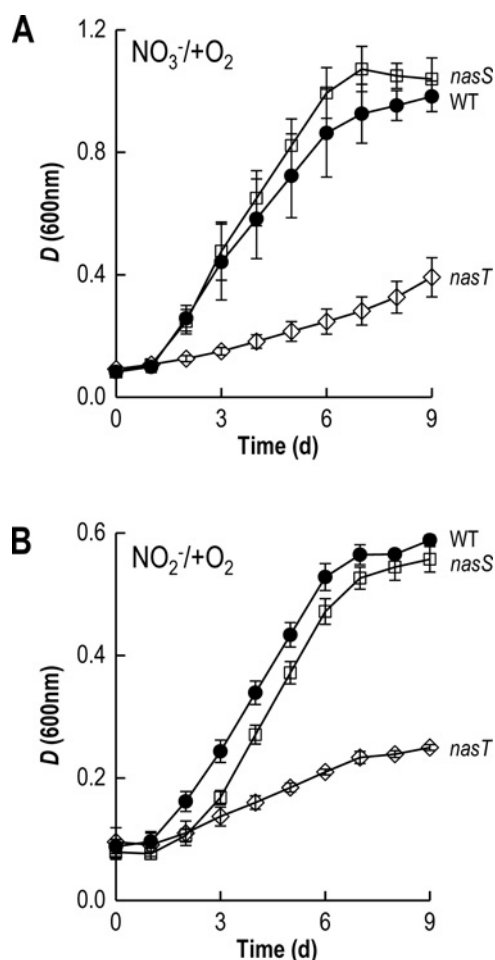 A
NO₃⁻/+O₂
1.2
nasS
WT
0.8
D (600nm)
0.4
nasT
0.0
0
3
6
9
Time (d)
B
NO₂⁻/+O₂
0.6
WT
nasS
0.4
D (600nm)
nasT
0.2
0.0
0
3
6
9
Time (d)